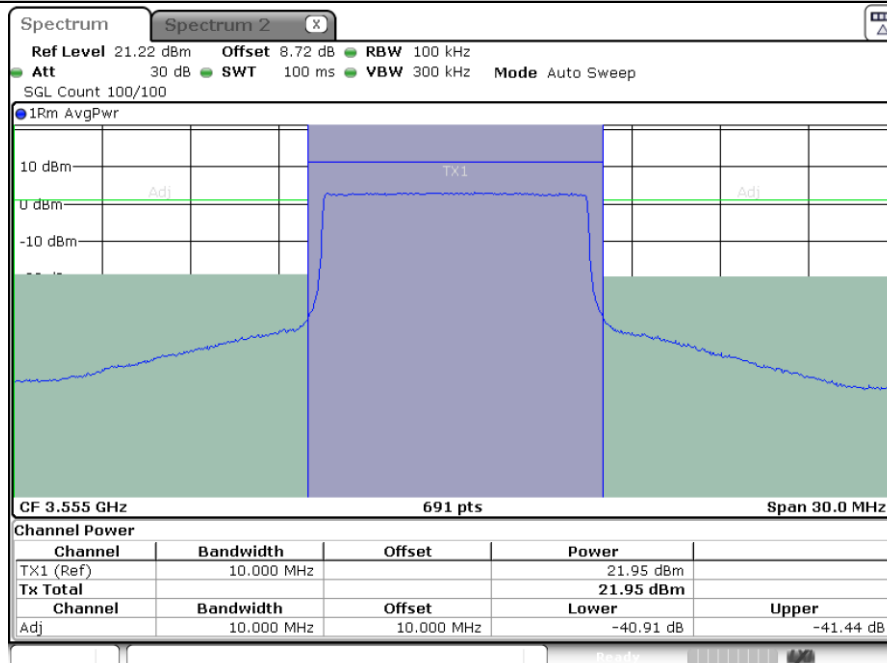 Spectrum Spectrum 2 X
Ref Level 21.22 dBm Offset 8.72 dB RBW 100 kHz
Att 30 dB SWT 100 ms VBW 300 kHz Mode Auto Sweep
SGL Count 100/100
1Rm AvgPwr
10 dBm
TX1
Adj Adj
0 dBm
-10 dBm
CF 3.555 GHz 691 pts Span 30.0 MHz
Channel Power
Channel Bandwidth Offset Power
TX1 (Ref) 10.000 MHz 21.95 dBm
Tx Total 21.95 dBm
Channel Bandwidth Offset Lower Upper
Adj 10.000 MHz 10.000 MHz -40.91 dB -41.44 dB
Ready